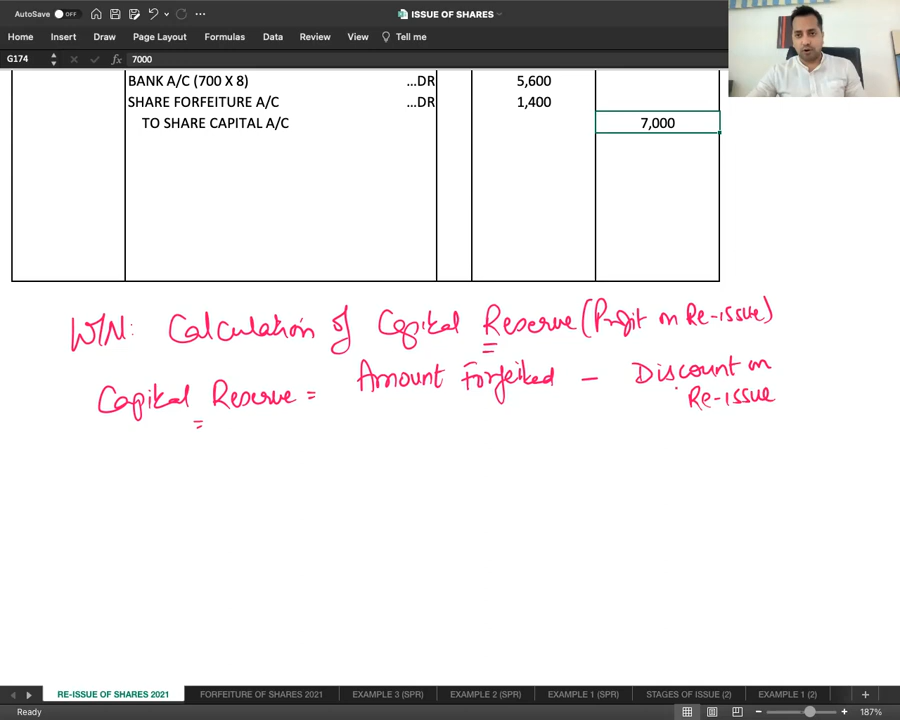 AutoSave OFF ISSUE OF SHARES
Home Insert Draw Page Layout Formulas Data Review View Tell me
G174 fx 7000
BANK A/C (700 X 8) ...DR 5,600
SHARE FORFEITURE A/C ...DR 1,400
TO SHARE CAPITAL A/C 7,000
W/N: Calculation of Capital Reserve (Profit on Re-issue)
Capital Reserve = Amount Forfeited - Discount on
Re-issue
RE-ISSUE OF SHARES 2021 FORFEITURE OF SHARES 2021 EXAMPLE 3 (SPR) EXAMPLE 2 (SPR) EXAMPLE 1 (SPR) STAGES OF ISSUE (2) EXAMPLE 1 (2)
Ready 187%